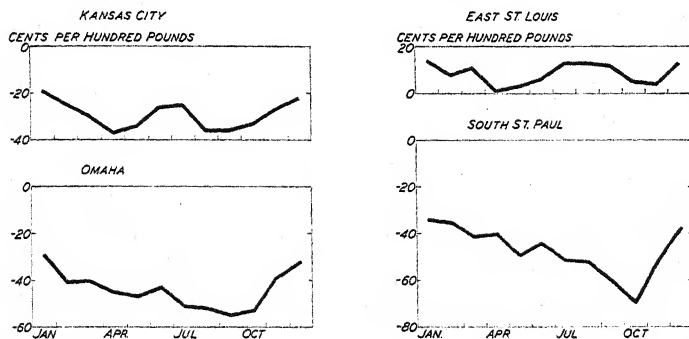 KANSAS CITY
CENTS PER HUNDRED POUNDS
0
-20
-40
OMAHA
0
-20
-40
-60
JAN APR. JUL OCT
EAST ST. LOUIS
CENTS PER HUNDRED POUNDS
20
0
SOUTH ST. PAUL
0
-20
-40
-60
-80
JAN. APR JUL OCT